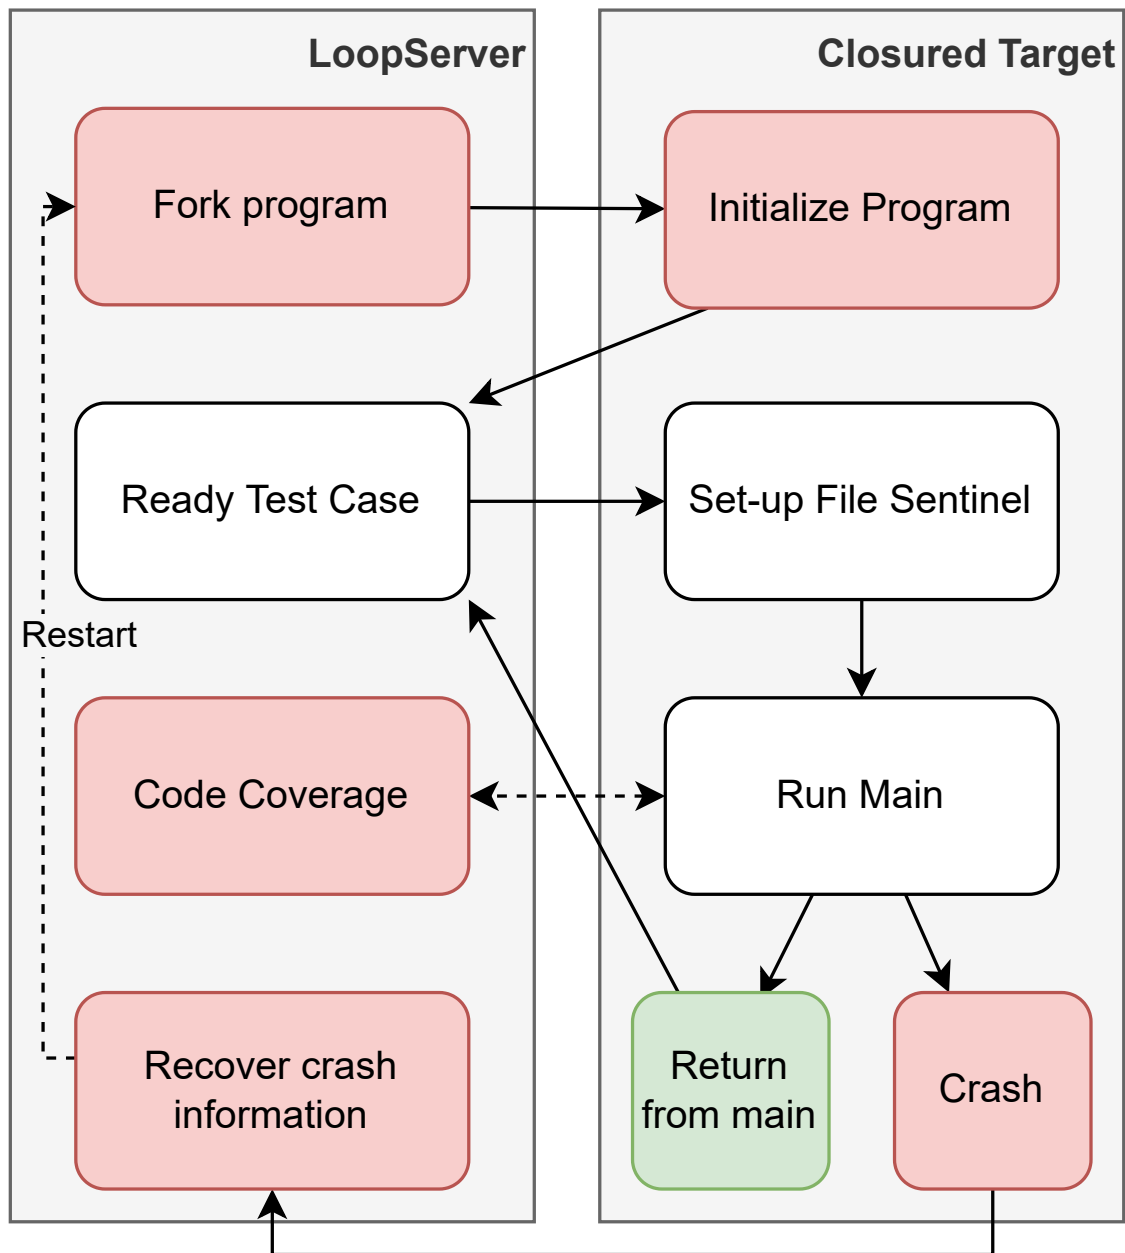 LoopServer
Closured Target
Fork program
Initialize Program
Ready Test Case
Set-up File Sentinel
Restart
Code Coverage
Run Main
Recover crash
information
Return
from main
Crash